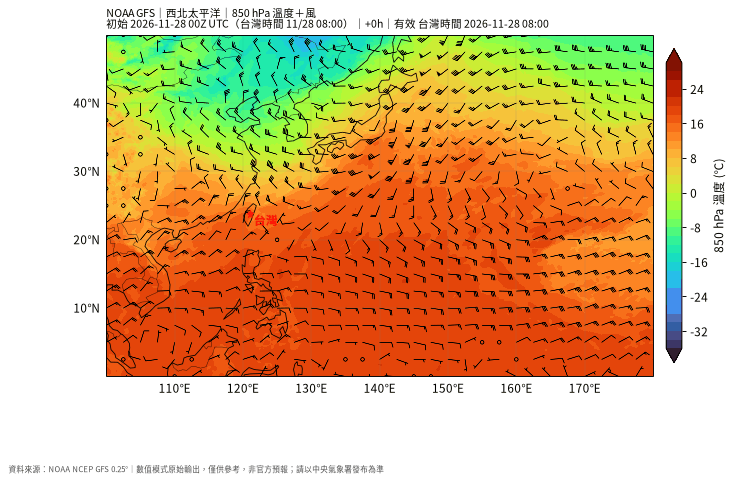 NOAA GFS｜西北太平洋｜850 hPa 溫度＋風
初始 2026-11-28 00Z UTC（台灣時間 11/28 08:00）｜+0h｜有效 台灣時間 2026-11-28 08:00
40°N
30°N
20°N
10°N
110°E
120°E
130°E
140°E
150°E
160°E
170°E
台灣
24
16
8
0
-8
-16
-24
-32
850 hPa 溫度 (°C)
資料來源：NOAA NCEP GFS 0.25°｜數值模式原始輸出，僅供參考，非官方預報；請以中央氣象署發布為準